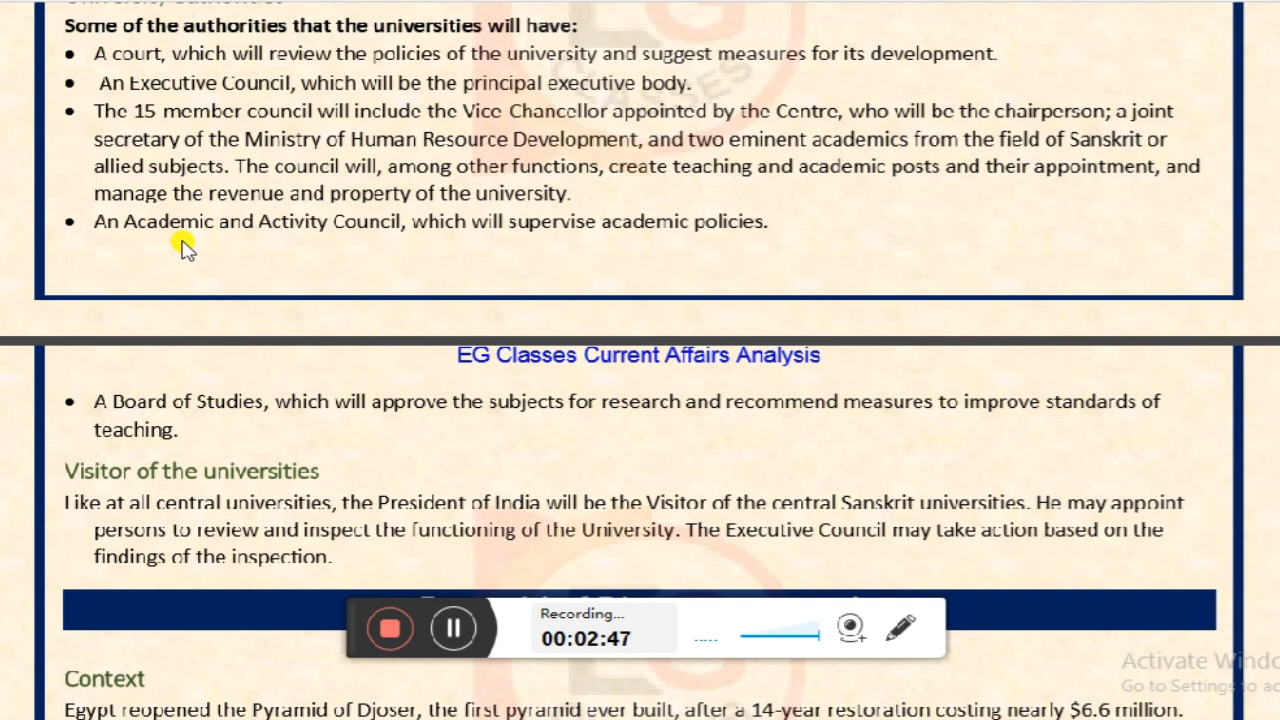 Some of the authorities that the universities will have:
• A court, which will review the policies of the university and suggest measures for its development.
• An Executive Council, which will be the principal executive body.
• The 15 member council will include the Vice-Chancellor appointed by the Centre, who will be the chairperson; a joint
secretary of the Ministry of Human Resource Development, and two eminent academics from the field of Sanskrit or
allied subjects. The council will, among other functions, create teaching and academic posts and their appointment, and
manage the revenue and property of the university.
• An Academic and Activity Council, which will supervise academic policies.
EG Classes Current Affairs Analysis
• A Board of Studies, which will approve the subjects for research and recommend measures to improve standards of
teaching.
Visitor of the universities
Like at all central universities, the President of India will be the Visitor of the central Sanskrit universities. He may appoint
persons to review and inspect the functioning of the University. The Executive Council may take action based on the
findings of the inspection.
Recording...
00:02:47
Activate Windo
Go to Settings to ac
Context
Egypt reopened the Pyramid of Djoser, the first pyramid ever built, after a 14-year restoration costing nearly $6.6 million.